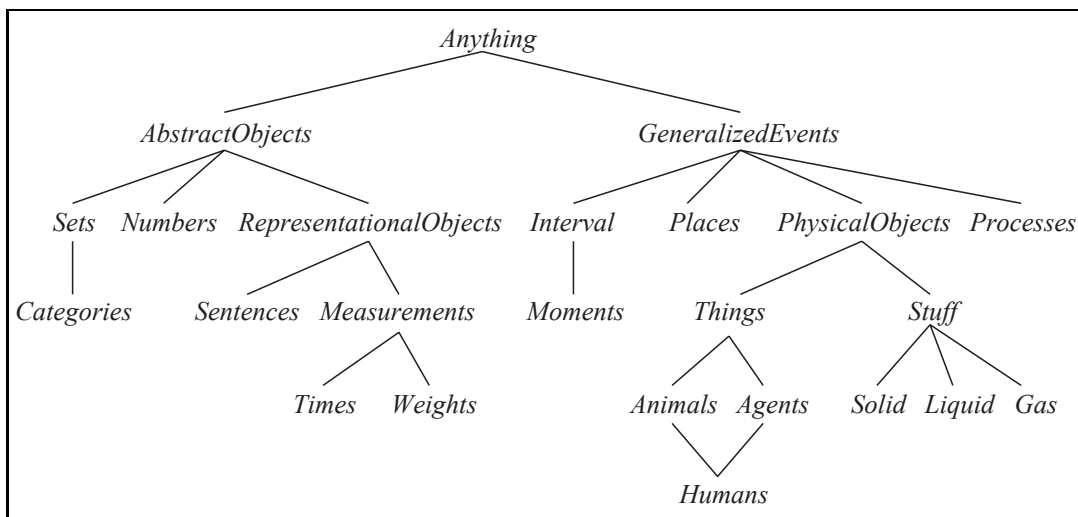 Anything
AbstractObjects GeneralizedEvents
Sets Numbers RepresentationalObjects Interval Places PhysicalObjects Processes
Categories Sentences Measurements Moments Things Stuff
Times Weights Animals Agents Solid Liquid Gas
Humans